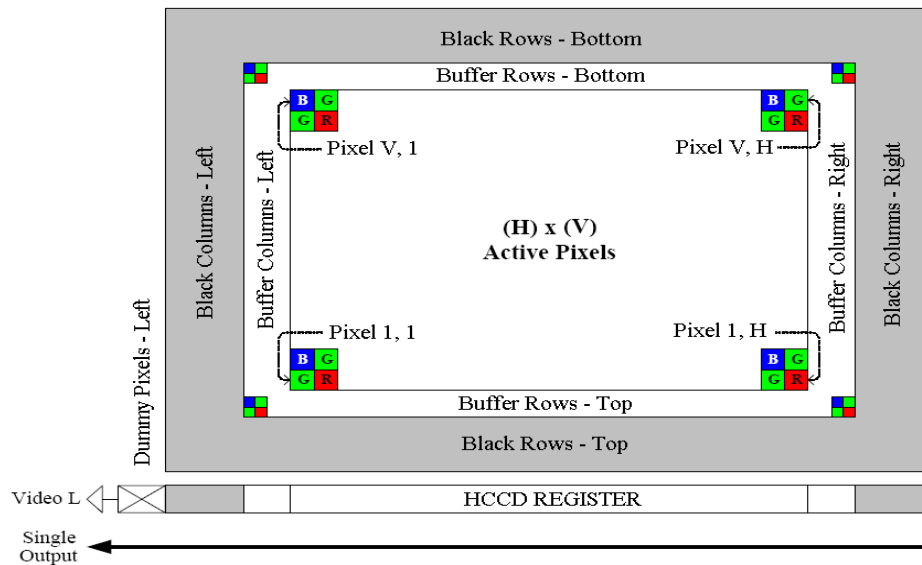 Black Rows - Bottom
Buffer Rows - Bottom
B G
G R
B G
G R
Pixel V, 1
Pixel V, H
Dummy Pixels - Left
Black Columns - Left
Buffer Columns - Left
(H) x (V)
Active Pixels
Buffer Columns - Right
Black Columns - Right
Pixel 1, 1
Pixel 1, H
B G
G R
B G
G R
Buffer Rows - Top
Black Rows - Top
Video L
HCCD REGISTER
Single
Output